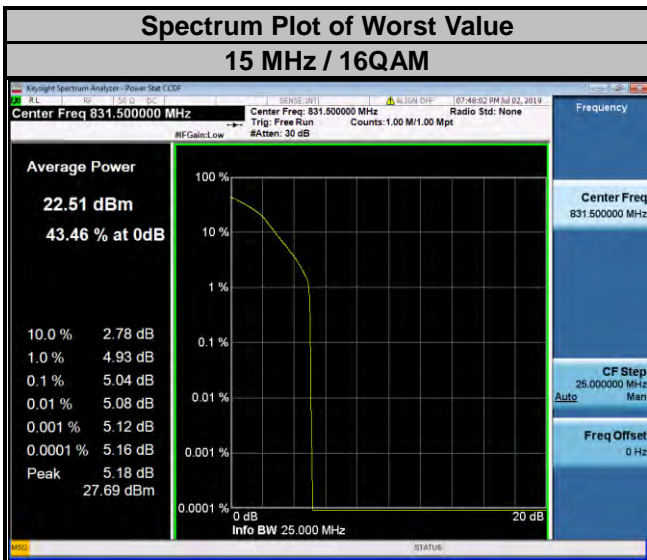 Spectrum Plot of Worst Value
15 MHz / 16QAM
Keysight Spectrum Analyzer - Power Stat CCDF
RL RF 50 Ω DC SENSE:INT ALIGN OFF 07:48:02 PM Jul 02, 2019
Center Freq 831.500000 MHz Center Freq: 831.500000 MHz Radio Std: None
Trig: Free Run Counts:1.00 M/1.00 Mpt
#IFGain:Low #Atten: 30 dB
Frequency
Average Power
22.51 dBm
43.46 % at 0dB
10.0 % 2.78 dB
1.0 % 4.93 dB
0.1 % 5.04 dB
0.01 % 5.08 dB
0.001 % 5.12 dB
0.0001 % 5.16 dB
Peak 5.18 dB
27.69 dBm
100 %
10 %
1 %
0.1 %
0.01 %
0.001 %
0.0001 %
0 dB 20 dB
Info BW 25.000 MHz
Center Freq
831.500000 MHz
CF Step
25.000000 MHz
Auto Man
Freq Offset
0 Hz
MSG STATUS